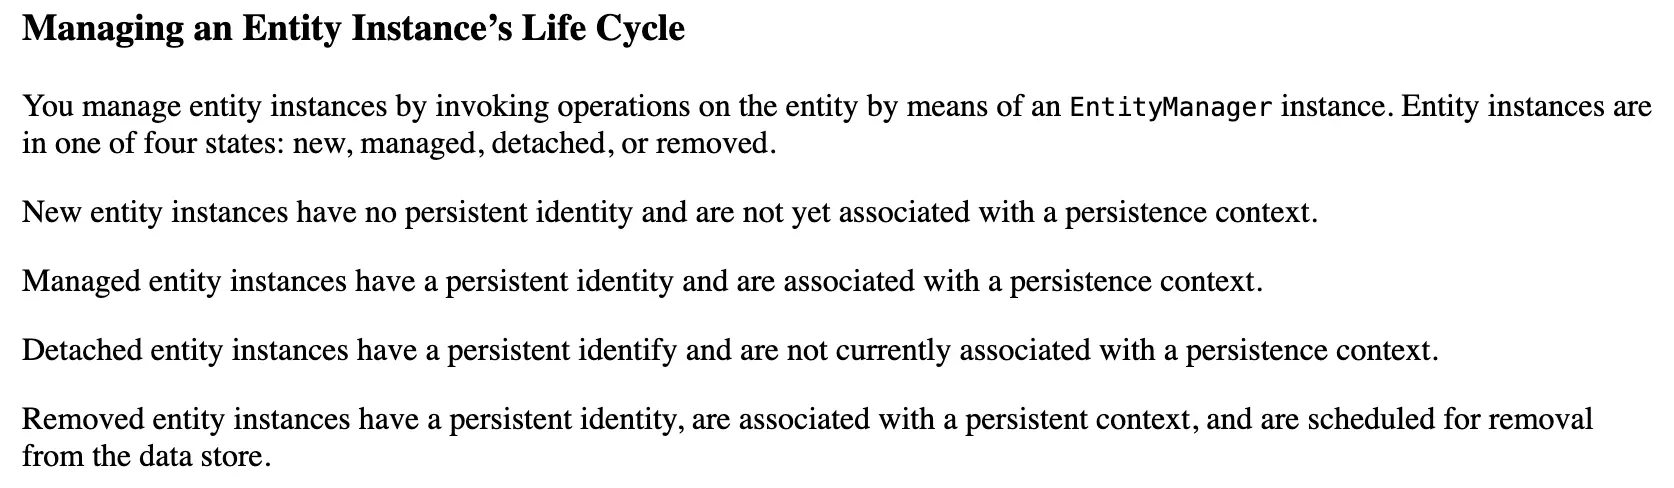 Managing an Entity Instance’s Life Cycle
You manage entity instances by invoking operations on the entity by means of an EntityManager instance. Entity instances are
in one of four states: new, managed, detached, or removed.
New entity instances have no persistent identity and are not yet associated with a persistence context.
Managed entity instances have a persistent identity and are associated with a persistence context.
Detached entity instances have a persistent identify and are not currently associated with a persistence context.
Removed entity instances have a persistent identity, are associated with a persistent context, and are scheduled for removal
from the data store.